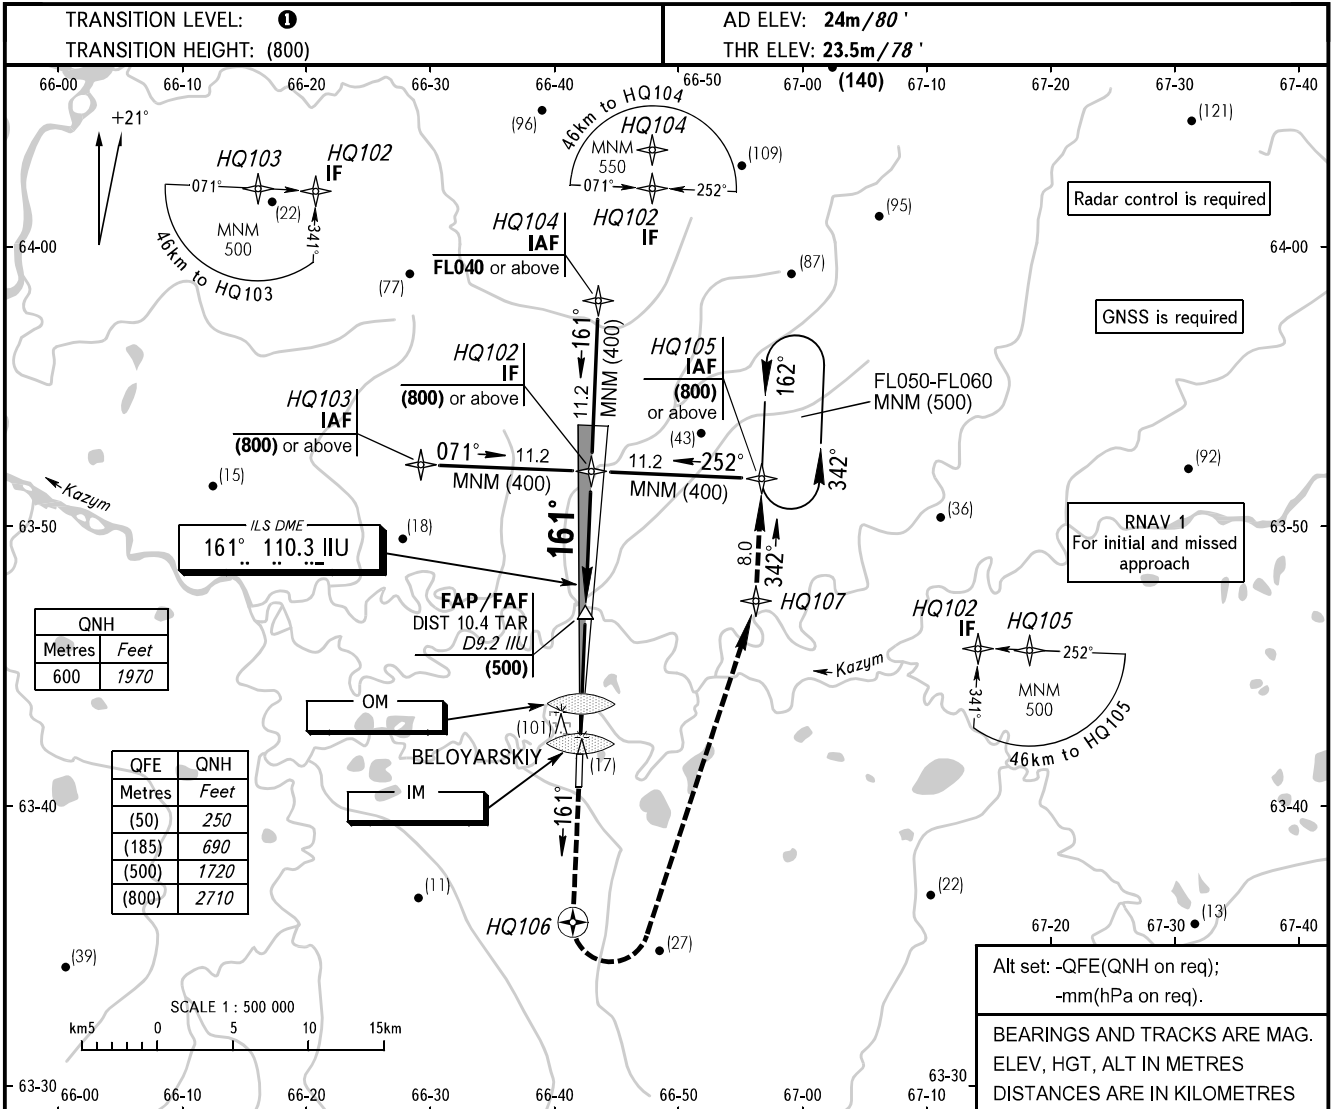 TRANSITION LEVEL: ❶
TRANSITION HEIGHT: (800)
AD ELEV: 24m/80 '
THR ELEV: 23.5m/78 '
66-00 66-10 66-20 66-30 66-40 66-50 67-00 67-10 67-20 67-30 67-40
(140)
+21°
HQ103
HQ102
IF
071°
(22)
MNM
500
341°
46km to HQ103
(96)
46km to HQ104
HQ104
MNM
550
(109)
071°
252°
HQ102
IF
(121)
Radar control is required
(95)
64-00
64-00
HQ104
IAF
FL040 or above
(77)
(87)
GNSS is required
161°
11.2
MNM (400)
HQ102
IF
(800) or above
HQ105
IAF
(800)
or above
(43)
162°
342°
FL050-FL060
MNM (500)
HQ103
IAF
(800) or above
071°
11.2
MNM (400)
11.2
252°
MNM (400)
(15)
(92)
Kazym
(18)
(36)
63-50
63-50
ILS DME
161° 110.3 IIU
161°
RNAV 1
For initial and missed
approach
8.0
342°
HQ107
FAP/FAF
DIST 10.4 TAR
D9.2 IIU
(500)
QNH
Metres Feet
600 1970
HQ102
IF
HQ105
252°
341°
MNM
500
46km to HQ105
Kazym
OM
(101)
BELOYARSKIY
(17)
IM
QFE QNH
Metres Feet
(50) 250
(185) 690
(500) 1720
(800) 2710
63-40
63-40
161°
(11)
(22)
HQ106
(27)
(13)
67-20 67-30 67-40
(39)
Alt set: -QFE(QNH on req);
-mm(hPa on req).
SCALE 1 : 500 000
km5 0 5 10 15km
BEARINGS AND TRACKS ARE MAG.
ELEV, HGT, ALT IN METRES
DISTANCES ARE IN KILOMETRES
63-30
63-30
66-00 66-10 66-20 66-30 66-40 66-50 67-00 67-10